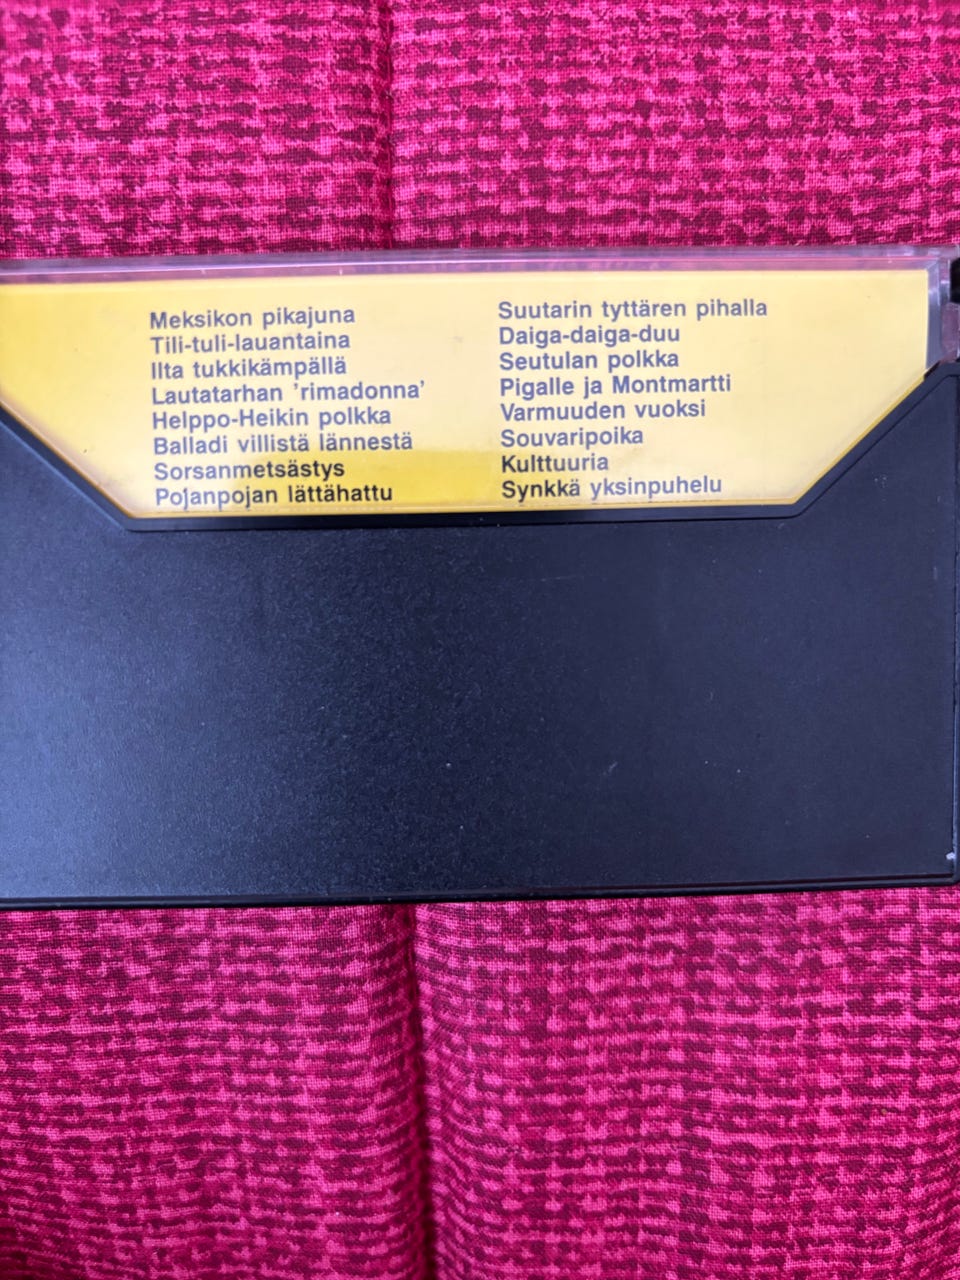 Meksikon pikajuna
Tili-tuli-lauantaina
Ilta tukkikämpällä
Lautatarhan 'rimadonna'
Helppo-Heikin polkka
Balladi villistä lännestä
Sorsanmetsästys
Pojanpojan lättähattu
Suutarin tyttären pihalla
Daiga-daiga-duu
Seutulan polkka
Pigalle ja Montmartti
Varmuuden vuoksi
Souvaripoika
Kulttuuria
Synkkä yksinpuhelu